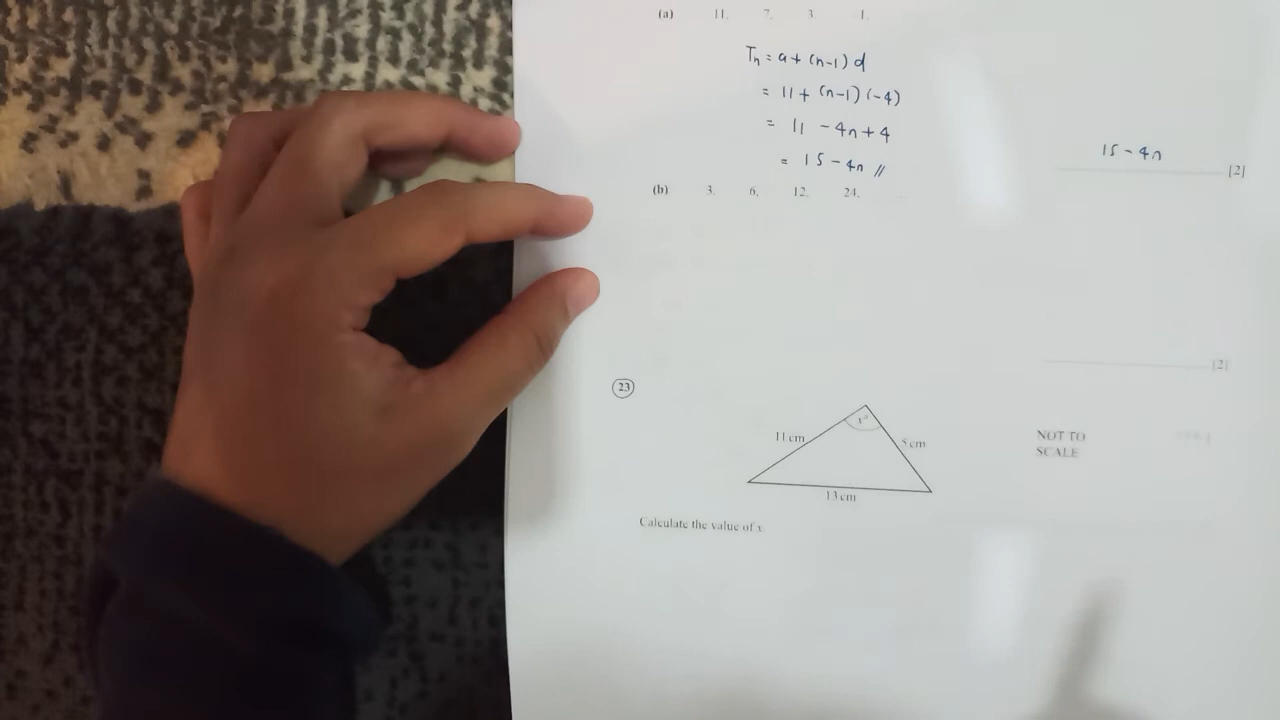 (a) 11, 7, 3, -1,
Tn = a + (n-1) d
= 11 + (n-1) (-4)
= 11 - 4n + 4
= 15 - 4n //
15 - 4n [2]
(b) 3, 6, 12, 24,
[2]
23
x°
11 cm 5 cm
NOT TO
SCALE
13 cm
Calculate the value of x.